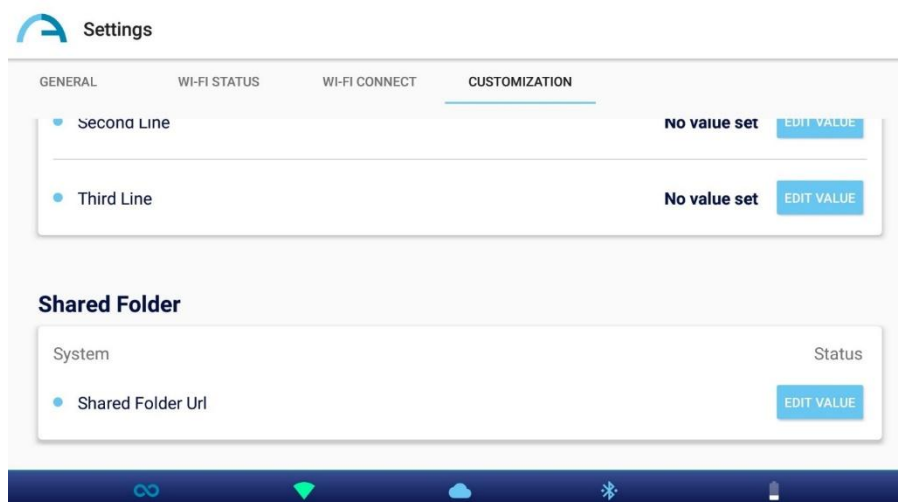 Settings
GENERAL WI-FI STATUS WI-FI CONNECT CUSTOMIZATION
Second Line No value set EDIT VALUE
Third Line No value set EDIT VALUE
Shared Folder
System Status
Shared Folder Url EDIT VALUE